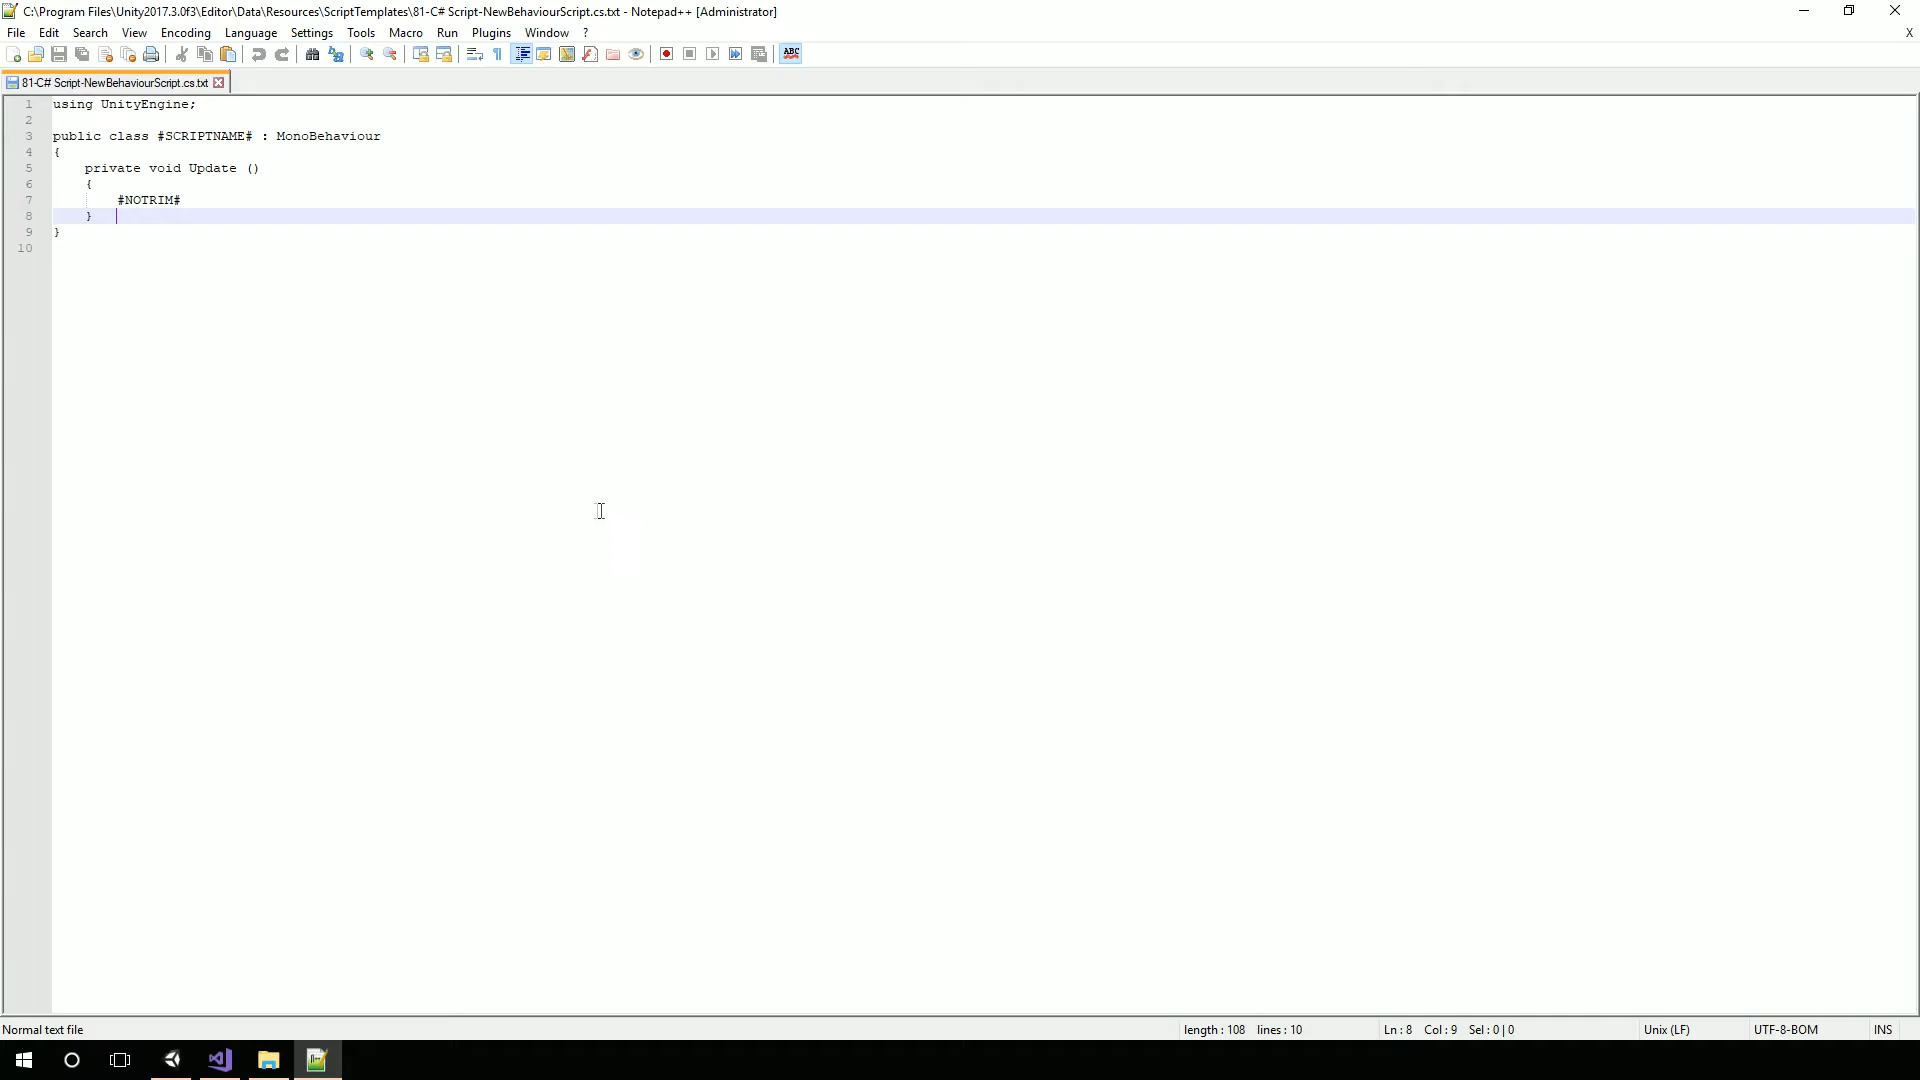 C:\Program Files\Unity2017.3.0f3\Editor\Data\Resources\ScriptTemplates\81-C# Script-NewBehaviourScript.cs.txt - Notepad++ [Administrator]
File Edit Search View Encoding Language Settings Tools Macro Run Plugins Window ? X
ABC
81-C# Script-NewBehaviourScript.cs.txt
1 using UnityEngine;
2
3 public class #SCRIPTNAME# : MonoBehaviour
4 {
5 private void Update ()
6 {
7 #NOTRIM#
8 }
9 }
10
Normal text file length : 108 lines : 10 Ln : 8 Col : 9 Sel : 0 | 0 Unix (LF) UTF-8-BOM INS